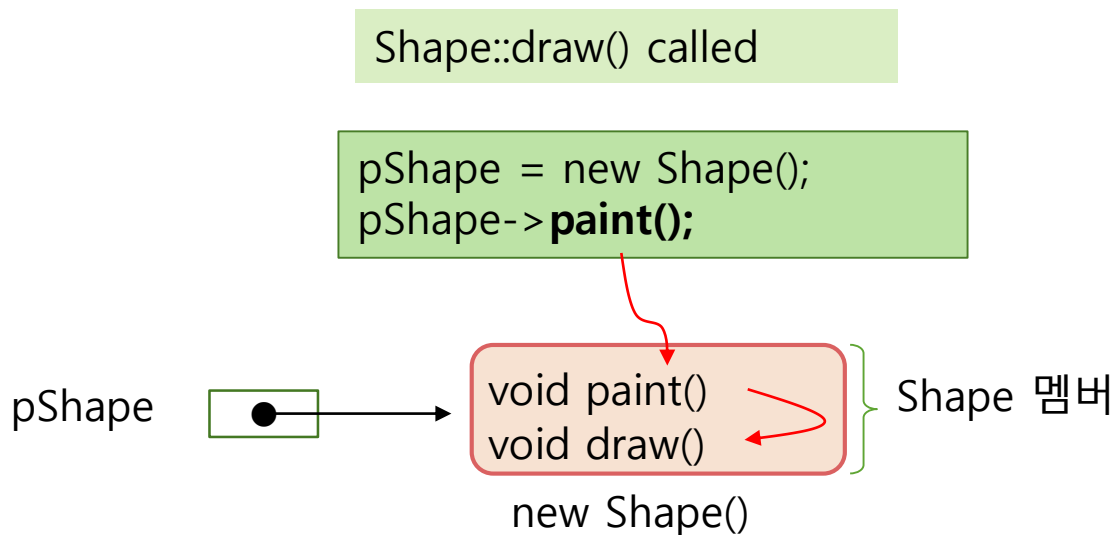 Shape::draw() called
pShape = new Shape();
pShape->paint();
void paint()
void draw()
pShape
Shape 멤버
new Shape()